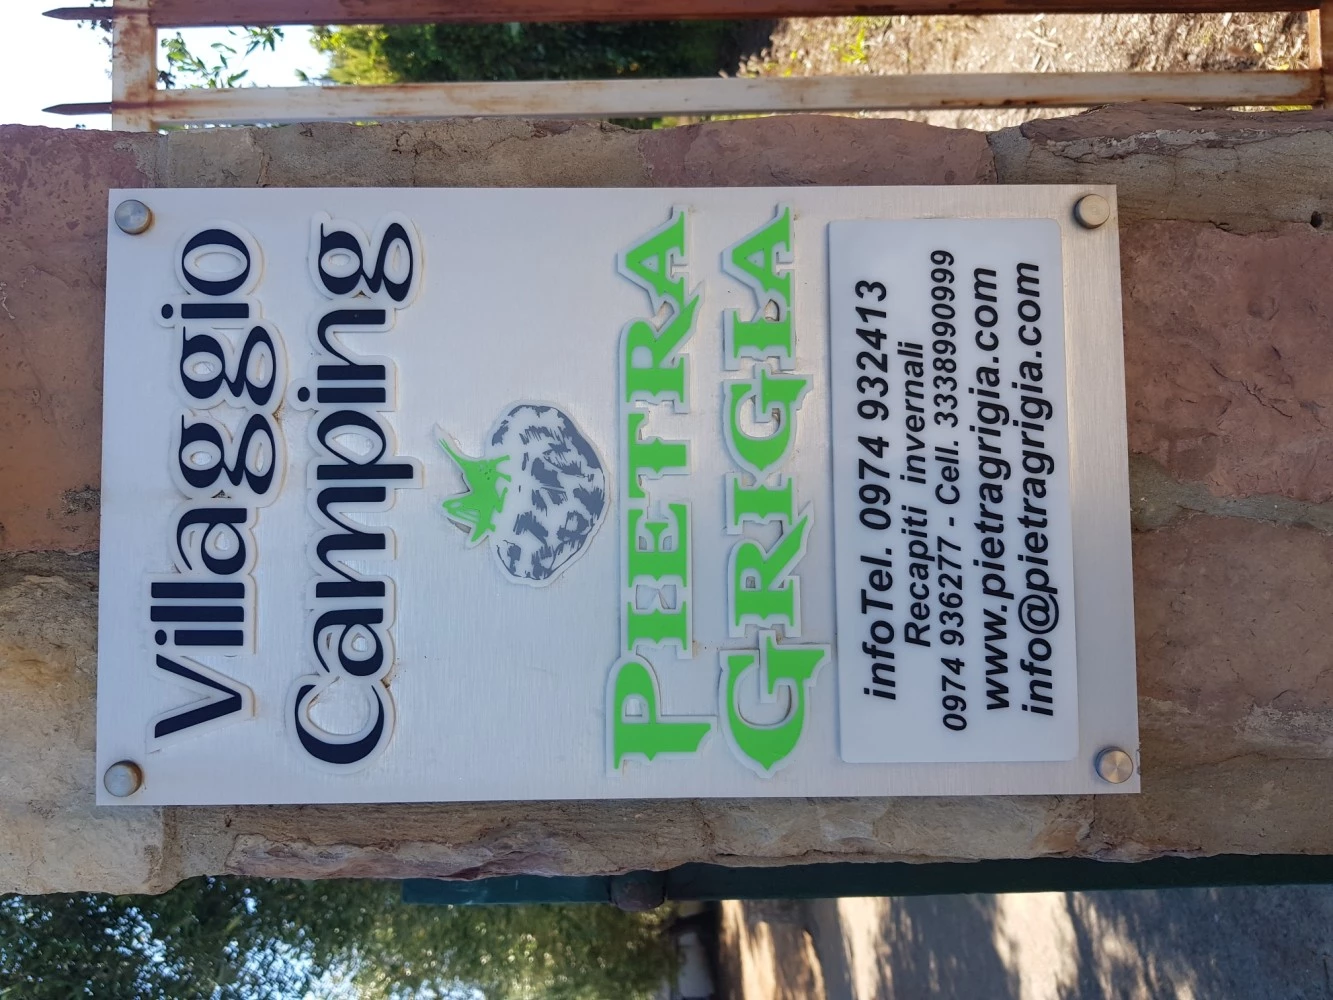 Villaggio
Camping
PIETRA
GRIGIA
infoTel. 0974 932413
Recapiti invernali
0974 936277 - Cell. 3338990999
www.pietragrigia.com
info@pietragrigia.com